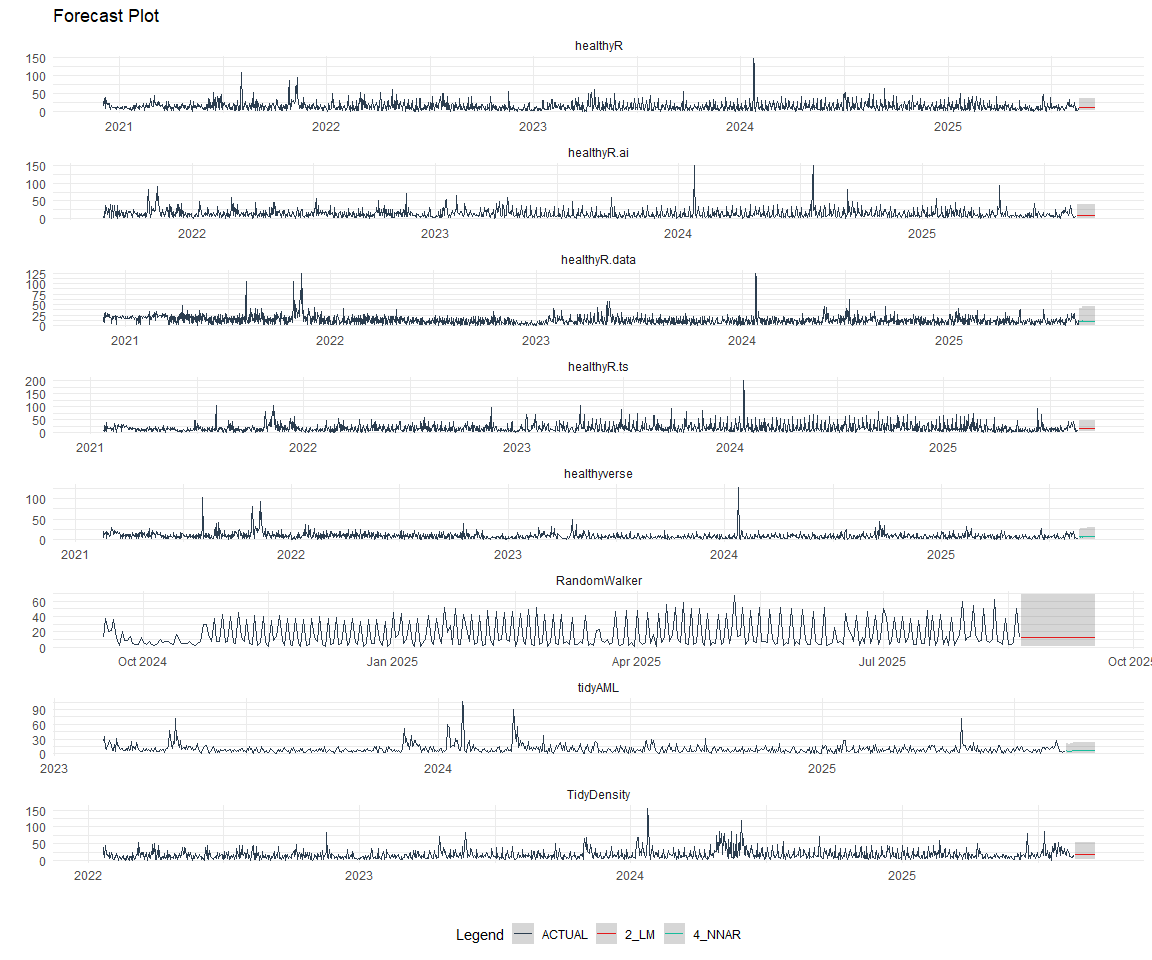 Forecast Plot
healthyR
150
100
50
0
2021 2022 2023 2024 2025
healthyR.ai
150
100
50
0
2022 2023 2024 2025
healthyR.data
125
100
75
50
25
0
2021 2022 2023 2024 2025
healthyR.ts
200
150
100
50
0
2021 2022 2023 2024 2025
healthyverse
100
50
0
2021 2022 2023 2024 2025
RandomWalker
60
40
20
0
Oct 2024 Jan 2025 Apr 2025 Jul 2025 Oct 202
tidyAML
90
60
30
0
2023 2024 2025
TidyDensity
150
100
50
0
2022 2023 2024 2025
Legend ACTUAL 2_LM 4_NNAR